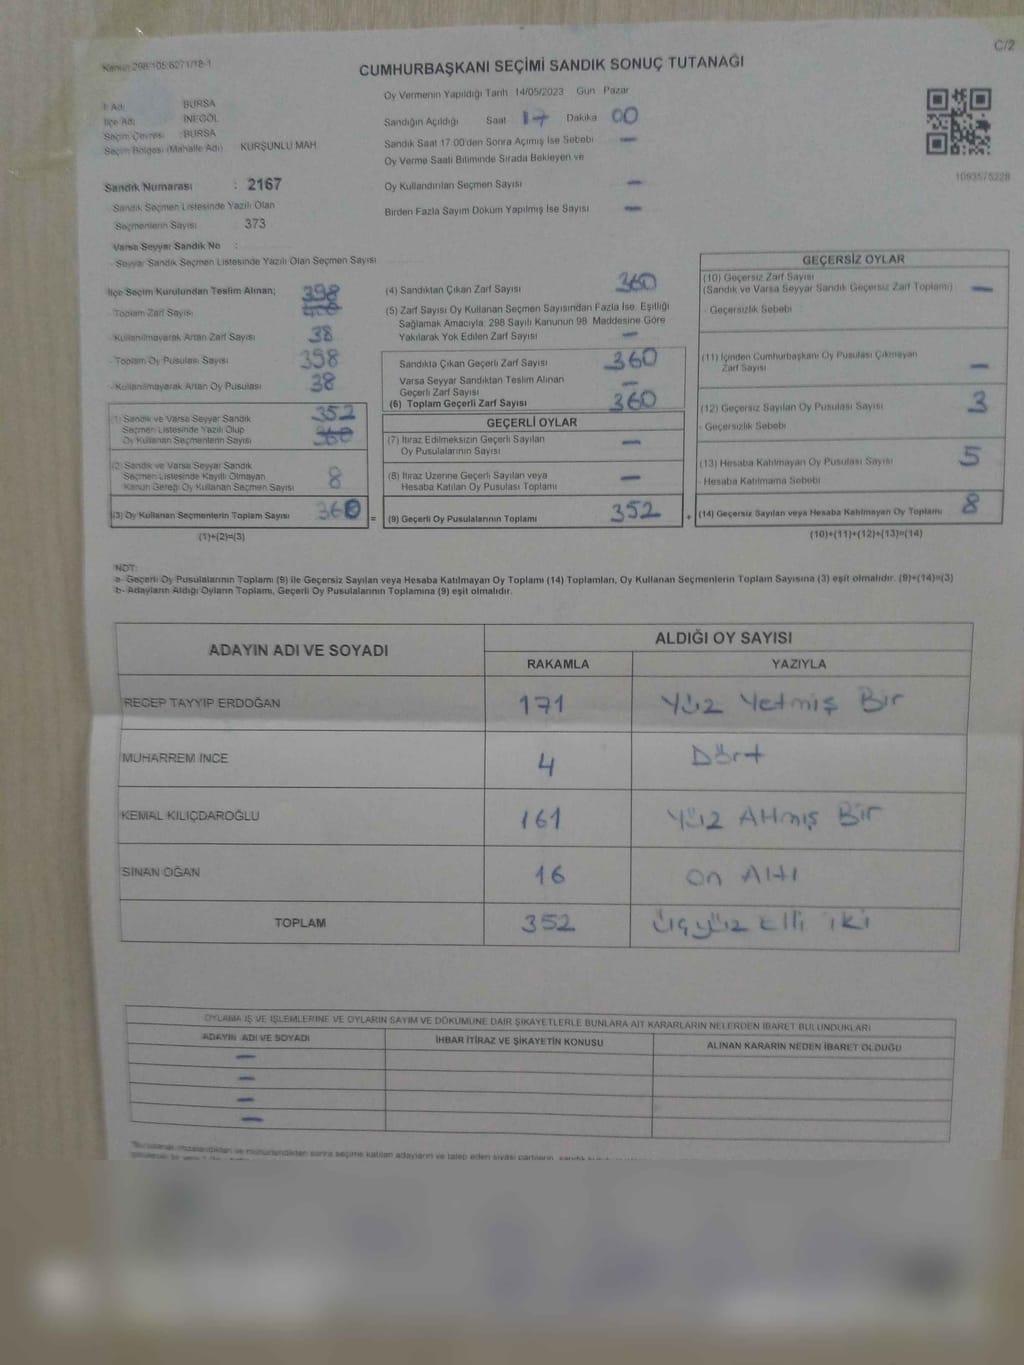 C/2
Kanun 298/105 6271/18-1
CUMHURBAŞKANI SEÇİMİ SANDIK SONUÇ TUTANAĞI
İl Adı BURSA
İlçe Adı İNEGÖL
Seçim Çevresi BURSA
Seçim Bölgesi (Mahalle Adı) KURŞUNLU MAH.
Sandık Numarası : 2167
Sandık Seçmen Listesinde Yazılı Olan
Seçmenlerin Sayısı 373
Varsa Seyyar Sandık No :
Seyyar Sandık Seçmen Listesinde Yazılı Olan Seçmen Sayısı
Oy Vermenin Yapıldığı Tarih 14/05/2023 Gün Pazar
Sandığın Açıldığı Saat 17 Dakika 00
Sandık Saat 17.00'den Sonra Açımış İse Sebebi —
Oy Verme Saati Bitiminde Sırada Bekleyen ve
Oy Kullandırılan Seçmen Sayısı —
Birden Fazla Sayım Döküm Yapılmış İse Sayısı —
1093575228
İlçe Seçim Kurulundan Teslim Alınan; 398
Toplam Zarf Sayısı
Kullanılmayarak Artan Zarf Sayısı 38
Toplam Oy Pusulası Sayısı 398
Kullanılmayarak Artan Oy Pusulası 38
(1) Sandık ve Varsa Seyyar Sandık 352
Seçmen Listesinde Yazılı Olup
Oy Kullanan Seçmenlerin Sayısı 360
(2) Sandık ve Varsa Seyyar Sandık
Seçmen Listesinde Kayıtlı Olmayan 8
Kanun Gereği Oy Kullanan Seçmen Sayısı
(3) Oy Kullanan Seçmenlerin Toplam Sayısı 360 =
(1)+(2)=(3)
(4) Sandıktan Çıkan Zarf Sayısı 360
(5) Zarf Sayısı Oy Kullanan Seçmen Sayısından Fazla İse, Eşitliği
Sağlamak Amacıyla; 298 Sayılı Kanunun 98. Maddesine Göre
Yakılarak Yok Edilen Zarf Sayısı —
Sandıkta Çıkan Geçerli Zarf Sayısı 360
Varsa Seyyar Sandıktan Teslim Alınan
Geçerli Zarf Sayısı —
(6) Toplam Geçerli Zarf Sayısı 360
GEÇERLİ OYLAR
(7) İtiraz Edilmeksizin Geçerli Sayılan
Oy Pusulalarının Sayısı —
(8) İtiraz Üzerine Geçerli Sayılan veya
Hesaba Katılan Oy Pusulası Toplamı —
(9) Geçerli Oy Pusulalarının Toplamı 352 +
GEÇERSİZ OYLAR
(10) Geçersiz Zarf Sayısı
(Sandık ve Varsa Seyyar Sandık Geçersiz Zarf Toplamı) —
- Geçersizlik Sebebi
(11) İçinden Cumhurbaşkanı Oy Pusulası Çıkmayan
Zarf Sayısı —
(12) Geçersiz Sayılan Oy Pusulası Sayısı 3
- Geçersizlik Sebebi
(13) Hesaba Katılmayan Oy Pusulası Sayısı 5
- Hesaba Katılmama Sebebi
(14) Geçersiz Sayılan veya Hesaba Katılmayan Oy Toplamı 8
(10)+(11)+(12)+(13)=(14)
NOT:
a- Geçerli Oy Pusulalarının Toplamı (9) ile Geçersiz Sayılan veya Hesaba Katılmayan Oy Toplamı (14) Toplamları, Oy Kullanan Seçmenlerin Toplam Sayısına (3) eşit olmalıdır. (9)+(14)=(3)
b- Adayların Aldığı Oyların Toplamı, Geçerli Oy Pusulalarının Toplamına (9) eşit olmalıdır.
ADAYIN ADI VE SOYADI ALDIĞI OY SAYISI
RAKAMLA YAZIYLA
RECEP TAYYİP ERDOĞAN 171 Yüz Yetmiş Bir
MUHARREM İNCE 4 Dört
KEMAL KILIÇDAROĞLU 161 Yüz Altmış Bir
SİNAN OĞAN 16 On Altı
TOPLAM 352 Üçyüz Elli iki
OYLAMA İŞ VE İŞLEMLERİNE VE OYLARIN SAYIM VE DÖKÜMÜNE DAİR ŞİKAYETLERLE BUNLARA AİT KARARLARIN NELERDEN İBARET BULUNDUKLARI
ADAYIN ADI VE SOYADI İHBAR İTİRAZ VE ŞİKAYETİN KONUSU ALINAN KARARIN NEDEN İBARET OLDUĞU
—
—
—
—